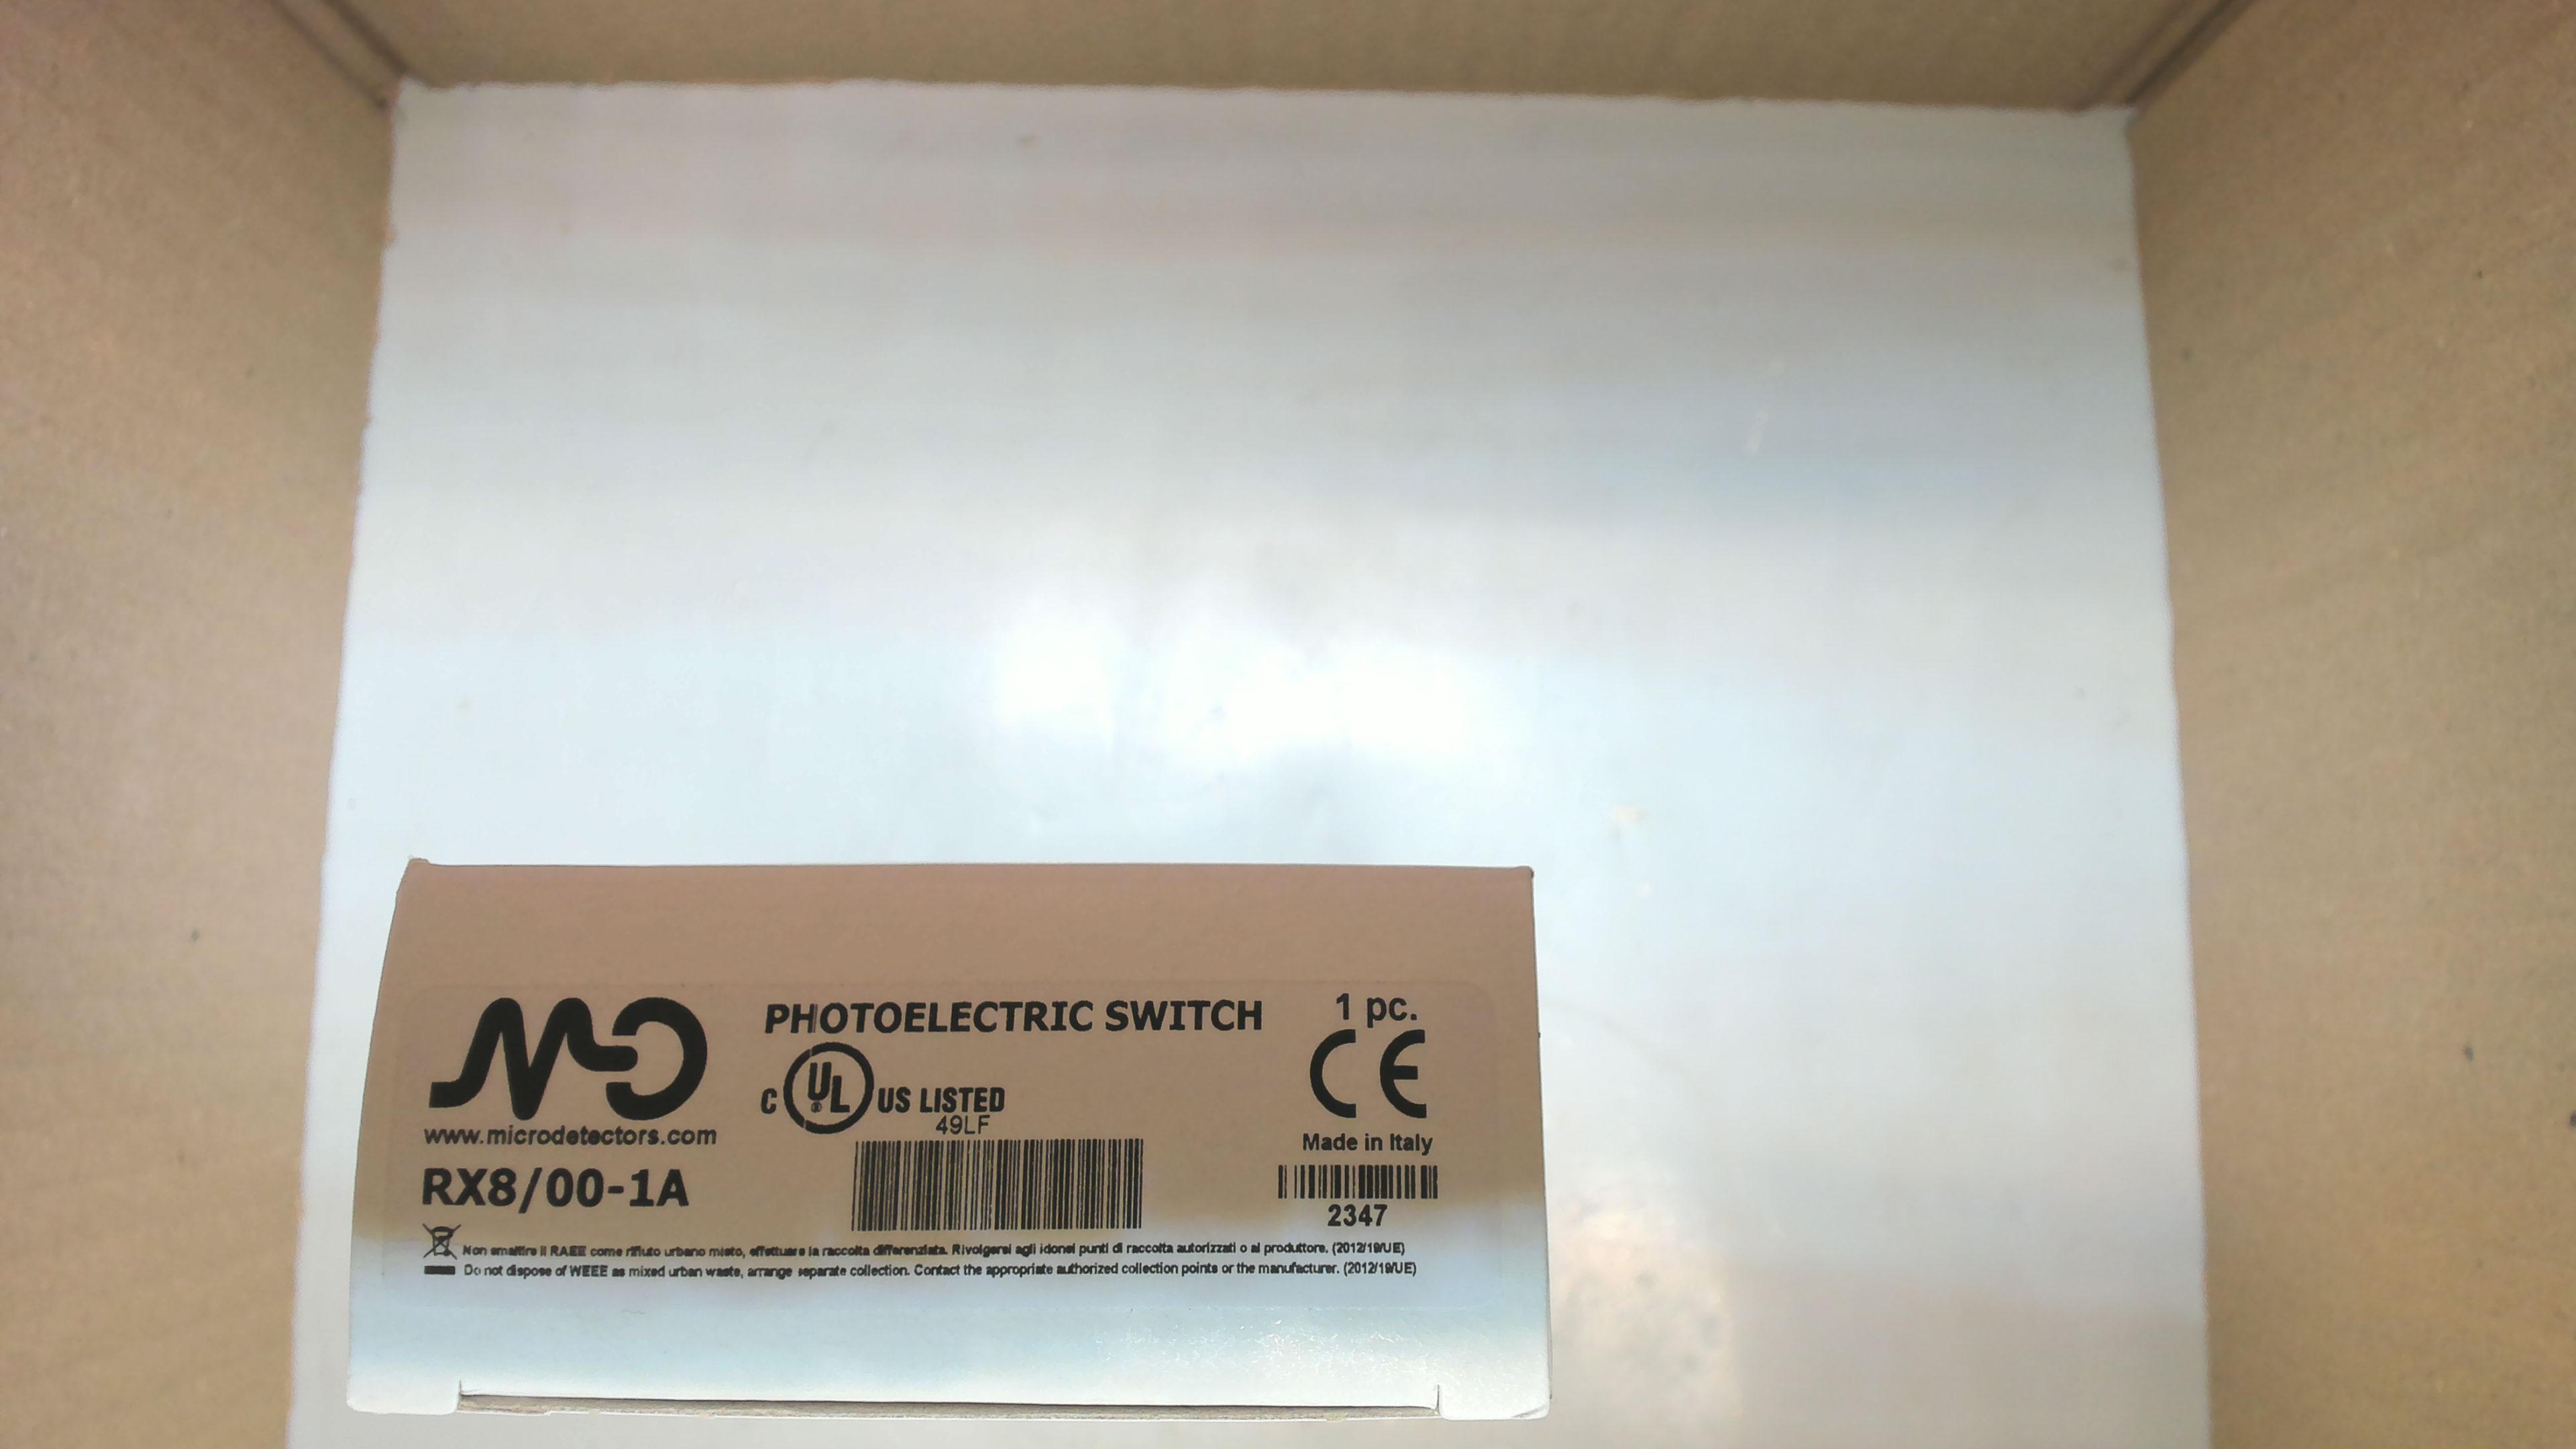 MD
www.microdetectors.com
RX8/00-1A
PHOTOELECTRIC SWITCH
C UL® US LISTED
49LF
1 pc.
CE
Made in Italy
2347
Non smaltire il RAEE come rifiuto urbano misto, effettuare la raccolta differenziata. Rivolgersi agli idonei punti di raccolta autorizzati o al produttore. (2012/19/UE)
Do not dispose of WEEE as mixed urban waste, arrange separate collection. Contact the appropriate authorized collection points or the manufacturer. (2012/19/UE)